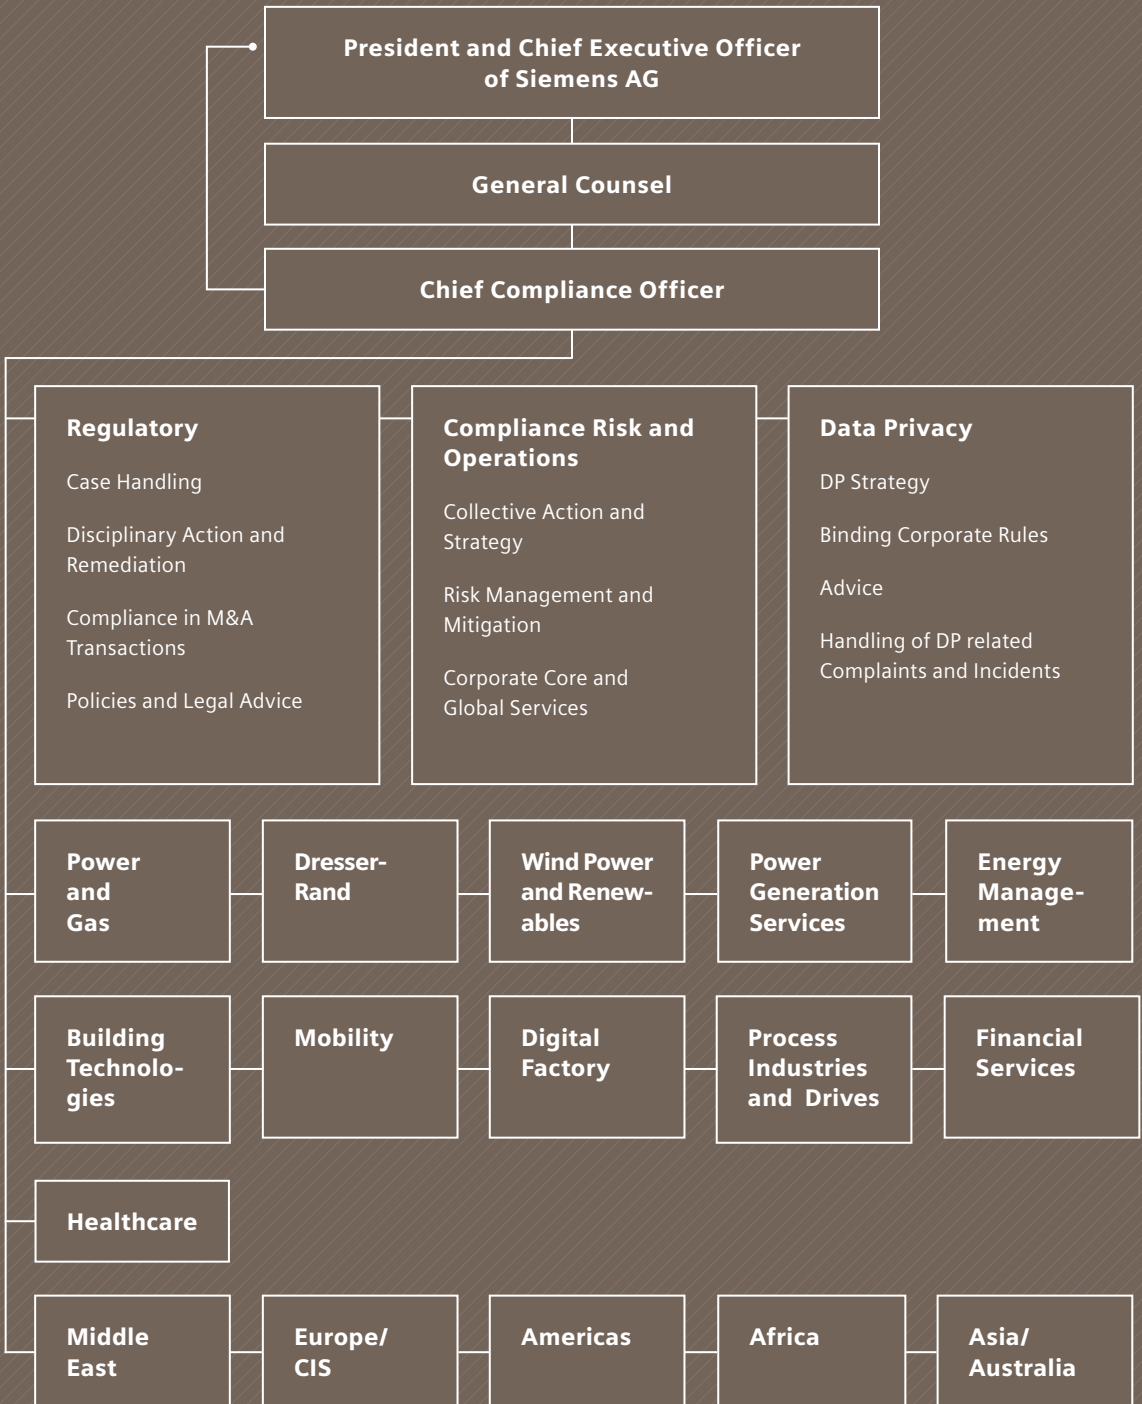 President and Chief Executive Officer
of Siemens AG
General Counsel
Chief Compliance Officer
Regulatory
Case Handling
Disciplinary Action and
Remediation
Compliance in M&A
Transactions
Policies and Legal Advice
Compliance Risk and
Operations
Collective Action and
Strategy
Risk Management and
Mitigation
Corporate Core and
Global Services
Data Privacy
DP Strategy
Binding Corporate Rules
Advice
Handling of DP related
Complaints and Incidents
Power
and
Gas
Dresser-
Rand
Wind Power
and Renew-
ables
Power
Generation
Services
Energy
Manage-
ment
Building
Technolo-
gies
Mobility
Digital
Factory
Process
Industries
and Drives
Financial
Services
Healthcare
Middle
East
Europe/
CIS
Americas
Africa
Asia/
Australia